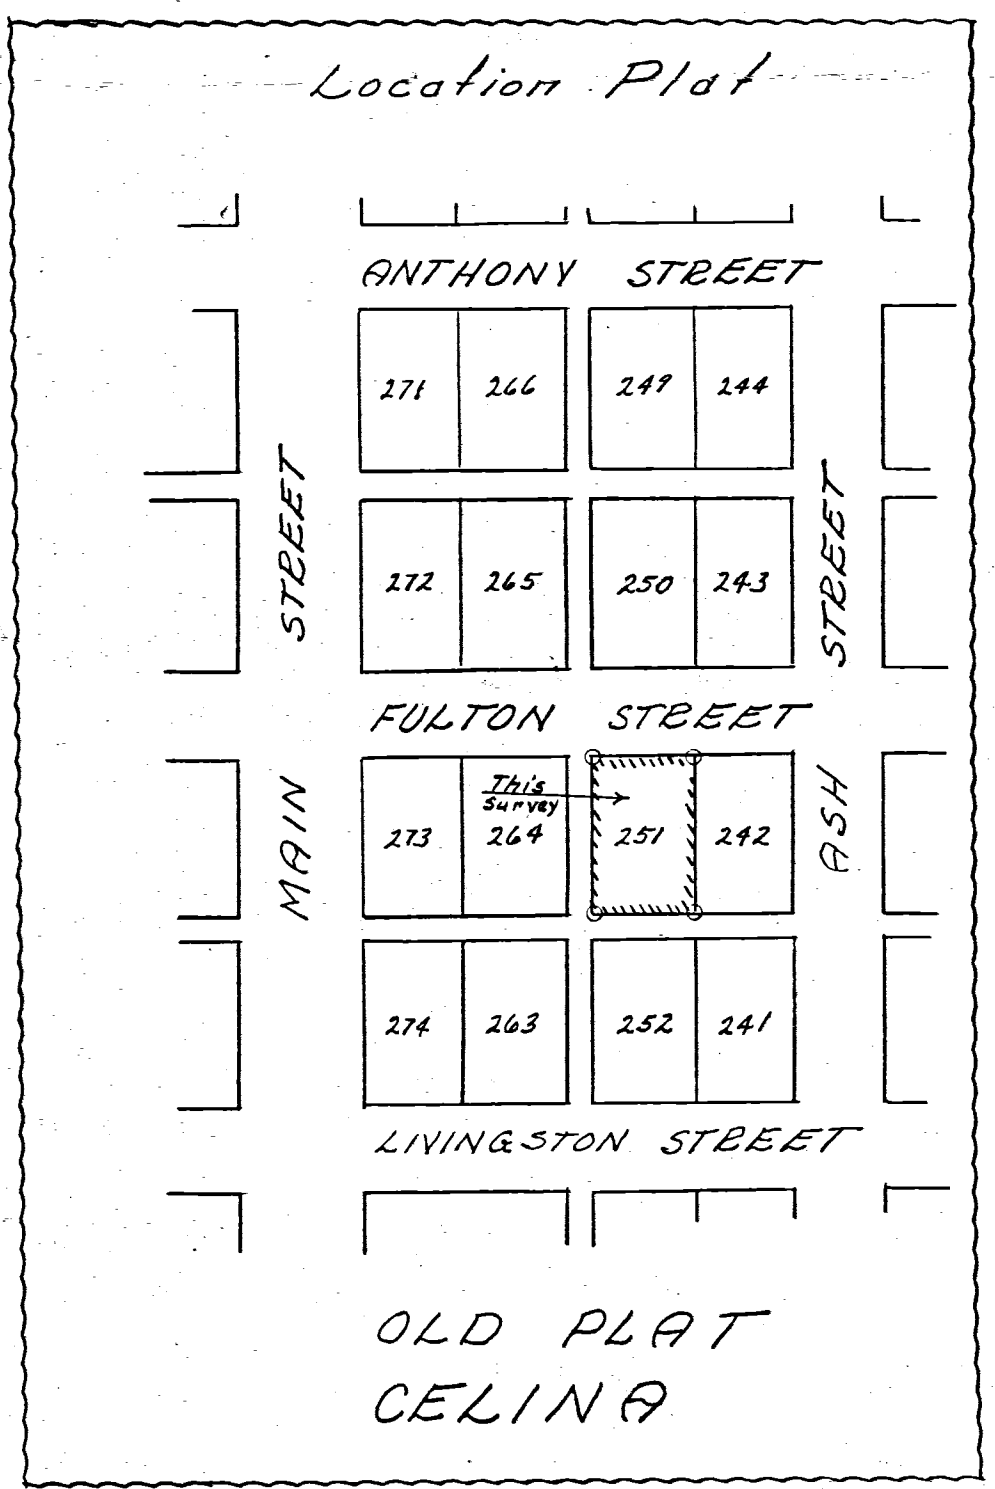 Location Plat
ANTHONY STREET
271 266 249 244
STREET
STREET
272 265 250 243
FULTON STREET
MAIN
ASH
This
Survey
273 264 251 242
274 263 252 241
LIVINGSTON STREET
OLD PLAT
CELINA